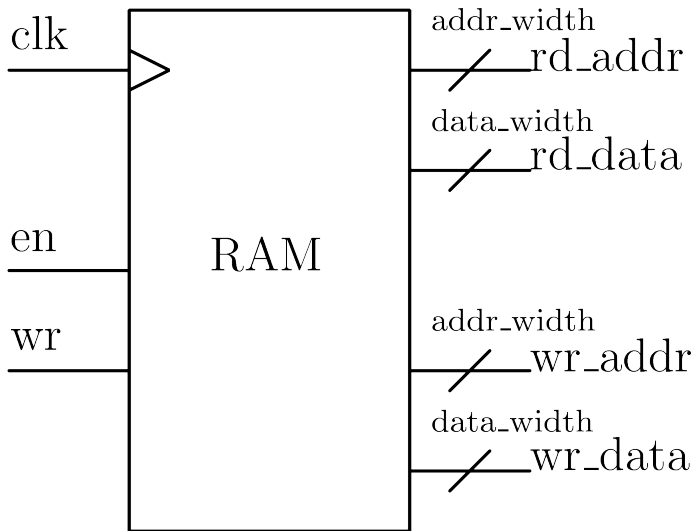 clk
addr_width
rd_addr
data_width
rd_data
en
RAM
wr
addr_width
wr_addr
data_width
wr_data